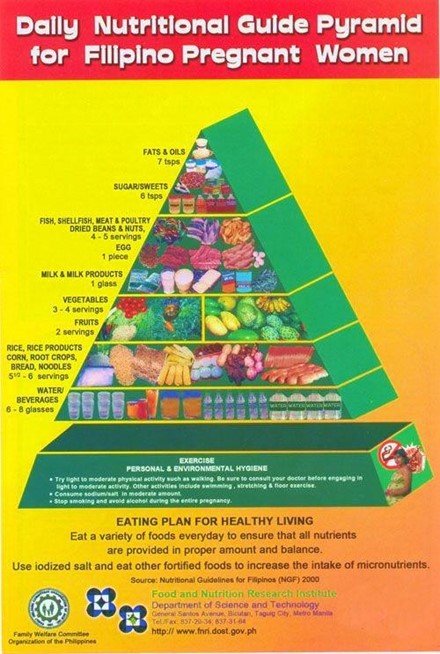 Daily Nutritional Guide Pyramid
for Filipino Pregnant Women
FATS & OILS
7 tsps
SUGAR/SWEETS
6 tsps
FISH, SHELLFISH, MEAT & POULTRY
DRIED BEANS & NUTS,
4 - 5 servings
EGG
1 piece
MILK & MILK PRODUCTS
1 glass
VEGETABLES
3 - 4 servings
FRUITS
2 servings
RICE, RICE PRODUCTS
CORN, ROOT CROPS,
BREAD, NOODLES
5 1/2 - 6 servings
WATER/
BEVERAGES
6 - 8 glasses
WATER WATER WATER WATER
EXERCISE
PERSONAL & ENVIRONMENTAL HYGIENE
• Try light to moderate physical activity such as walking. Be sure to consult your doctor before engaging in
light to moderate activity. Other activities include swimming , stretching & floor exercise.
• Consume sodium/salt in moderate amount.
• Stop smoking and avoid alcohol during the entire pregnancy.
EATING PLAN FOR HEALTHY LIVING
Eat a variety of foods everyday to ensure that all nutrients
are provided in proper amount and balance.
Use iodized salt and eat other fortified foods to increase the intake of micronutrients.
Source: Nutritional Guidelines for Filipinos (NGF) 2000
Food and Nutrition Research Institute
Department of Science and Technology
General Santos Avenue, Bicutan, Taguig City, Metro Manila
Tel./Fax: 837-20-34; 837-31-64
http:// www.fnri.dost.gov.ph
Family Welfare Committee
Organization of the Philippines